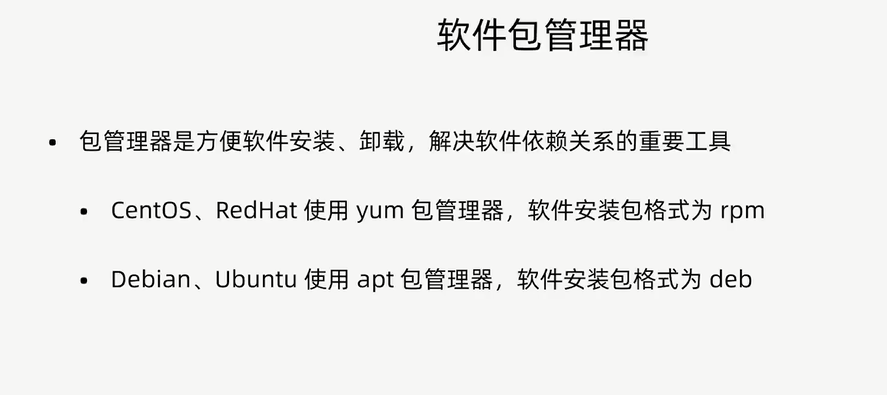 软件包管理器
• 包管理器是方便软件安装、卸载，解决软件依赖关系的重要工具
• CentOS、RedHat 使用 yum 包管理器，软件安装包格式为 rpm
• Debian、Ubuntu 使用 apt 包管理器，软件安装包格式为 deb